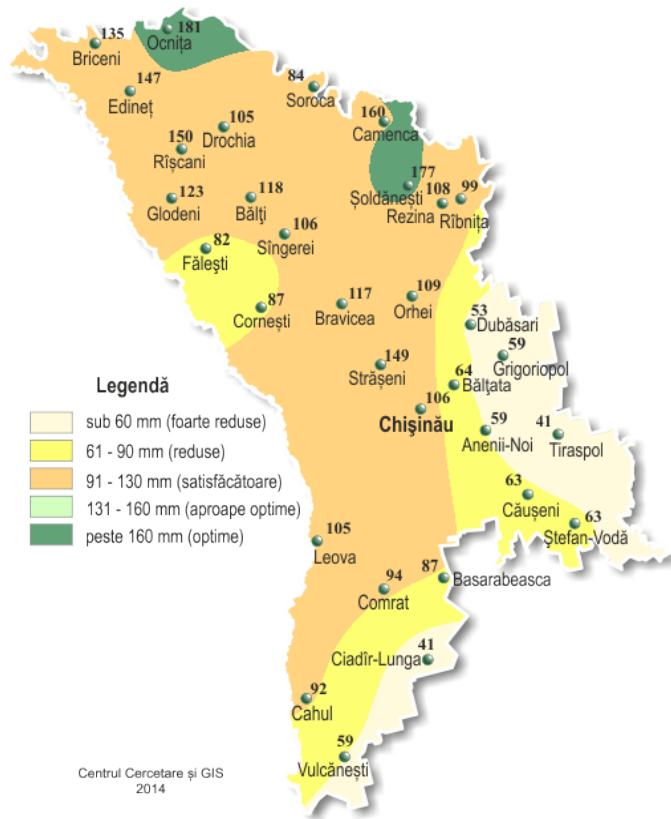 135
Briceni
181
Ocnița
147
Edineț
84
Soroca
105
Drochia
160
Camenca
150
Rîșcani
177
Șoldănești
108
Rezina
99
Rîbnița
123
Glodeni
118
Bălți
106
Sîngerei
82
Fălești
87
Cornești
117
Bravicea
109
Orhei
53
Dubăsari
59
Grigoriopol
149
Strășeni
64
Bălțata
106
Chișinău
59
Anenii-Noi
41
Tiraspol
63
Căușeni
63
Ștefan-Vodă
105
Leova
94
Comrat
87
Basarabeasca
41
Ciadîr-Lunga
92
Cahul
59
Vulcănești
Legendă
sub 60 mm (foarte reduse)
61 - 90 mm (reduse)
91 - 130 mm (satisfăcătoare)
131 - 160 mm (aproape optime)
peste 160 mm (optime)
Centrul Cercetare și GIS
2014